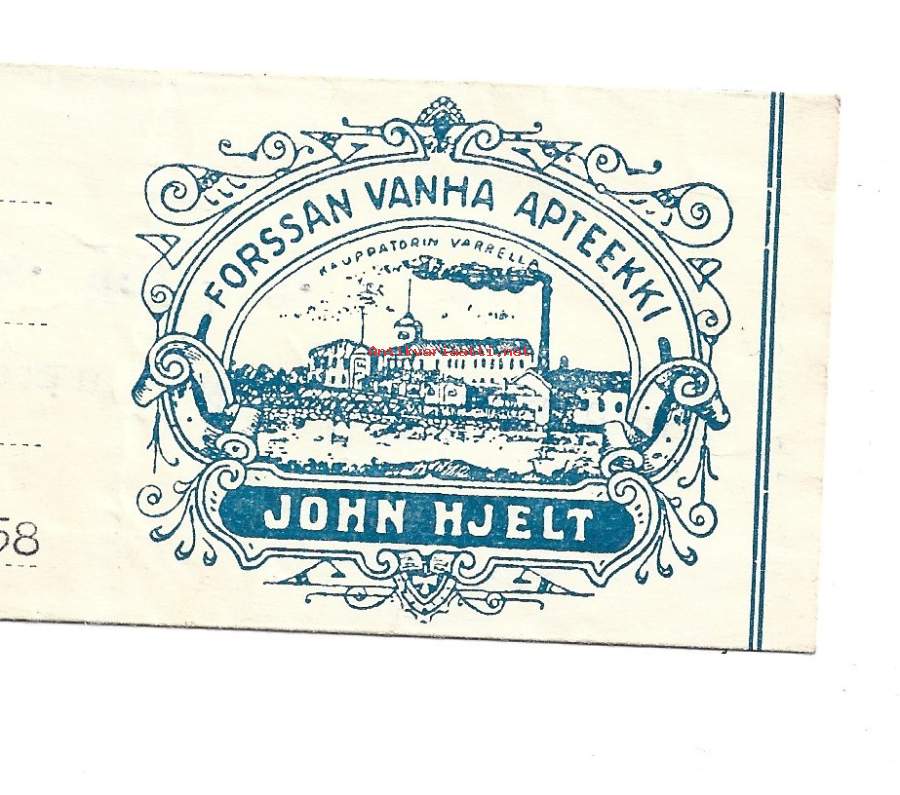 FORSSAN VANHA APTEEKKI
KAUPPATORIN VARRELLA
Antikvariaatti.net
JOHN HJELT
58